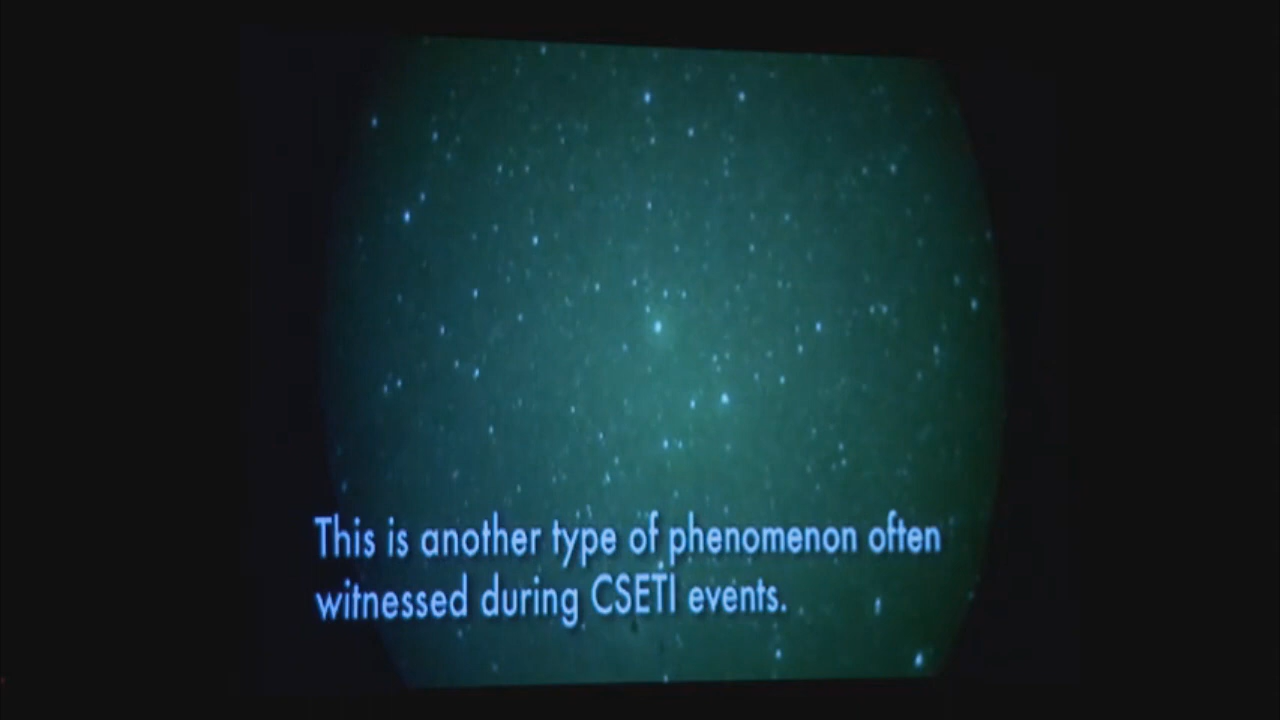 This is another type of phenomenon often
witnessed during CSETI events.